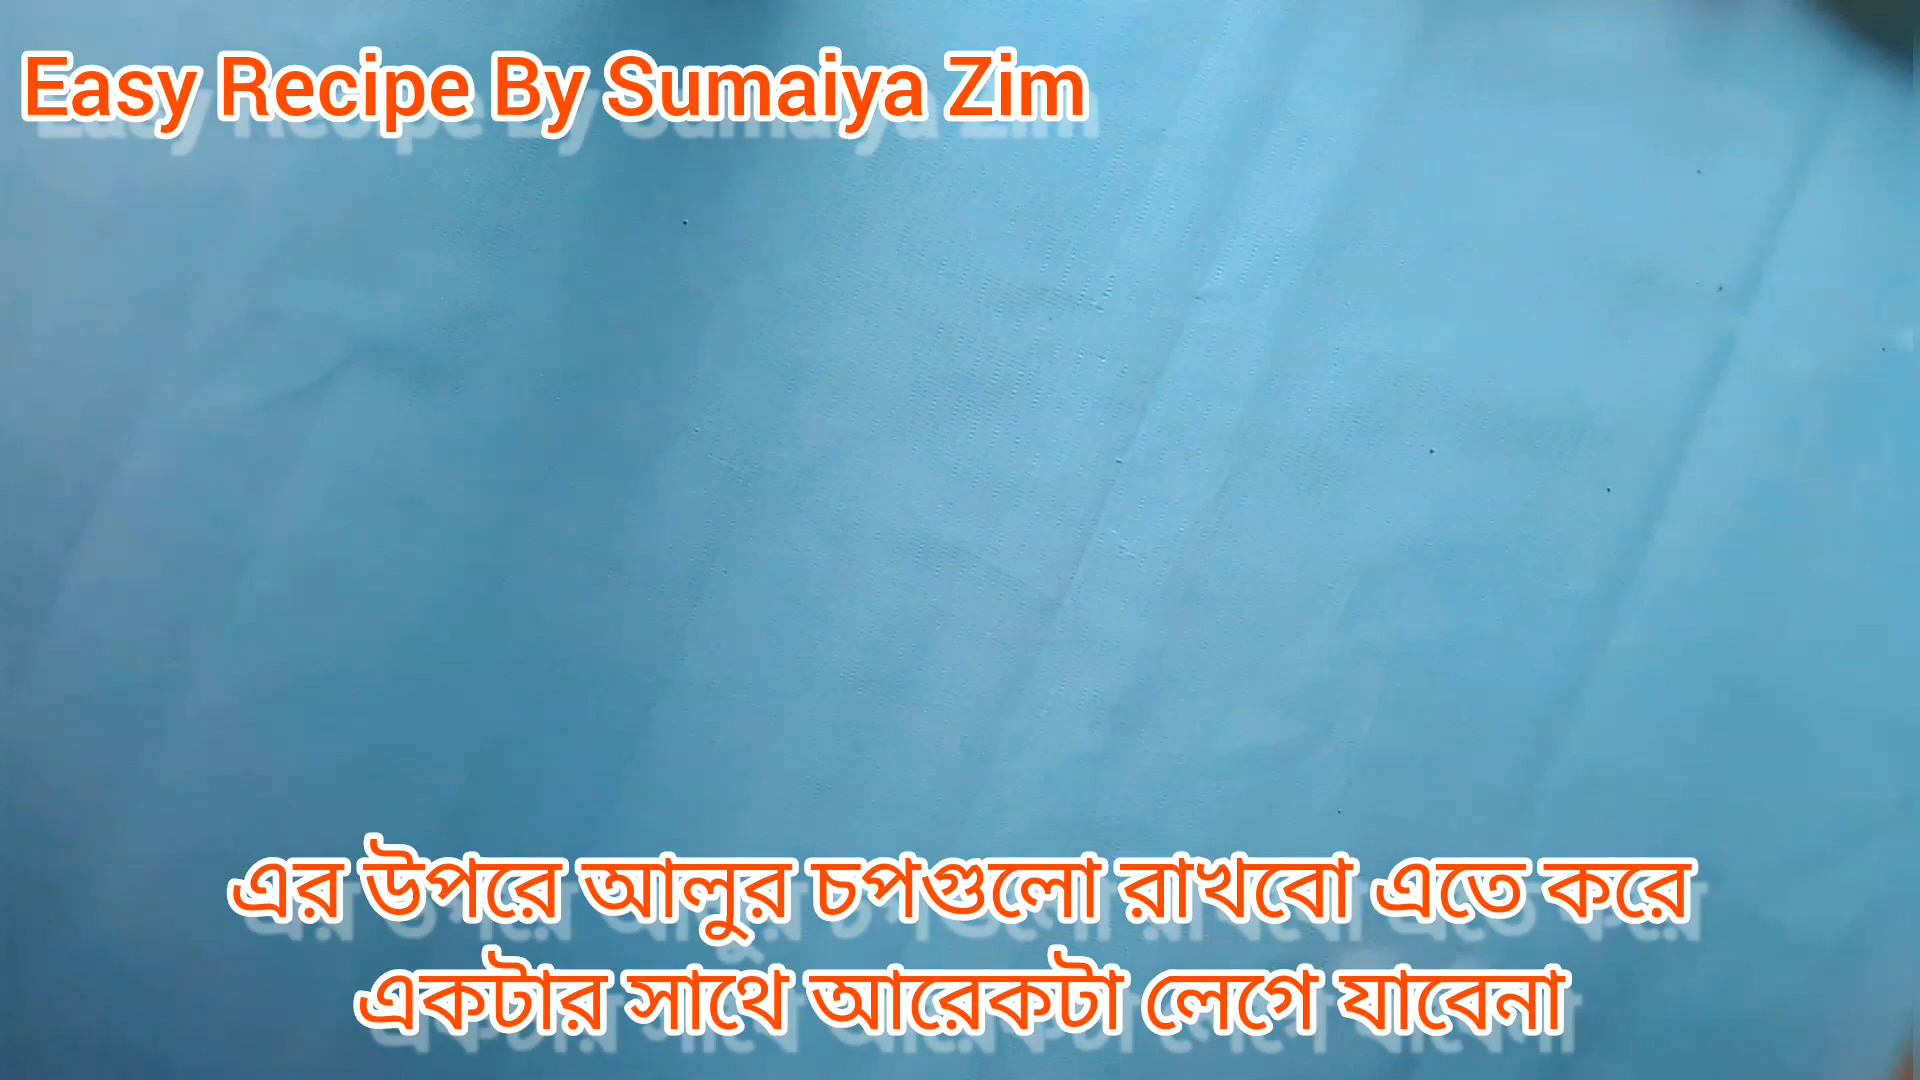 Easy Recipe By Sumaiya Zim
এর উপরে আলুর চপগুলো রাখবো এতে করে
একটার সাথে আরেকটা লেগে যাবেনা